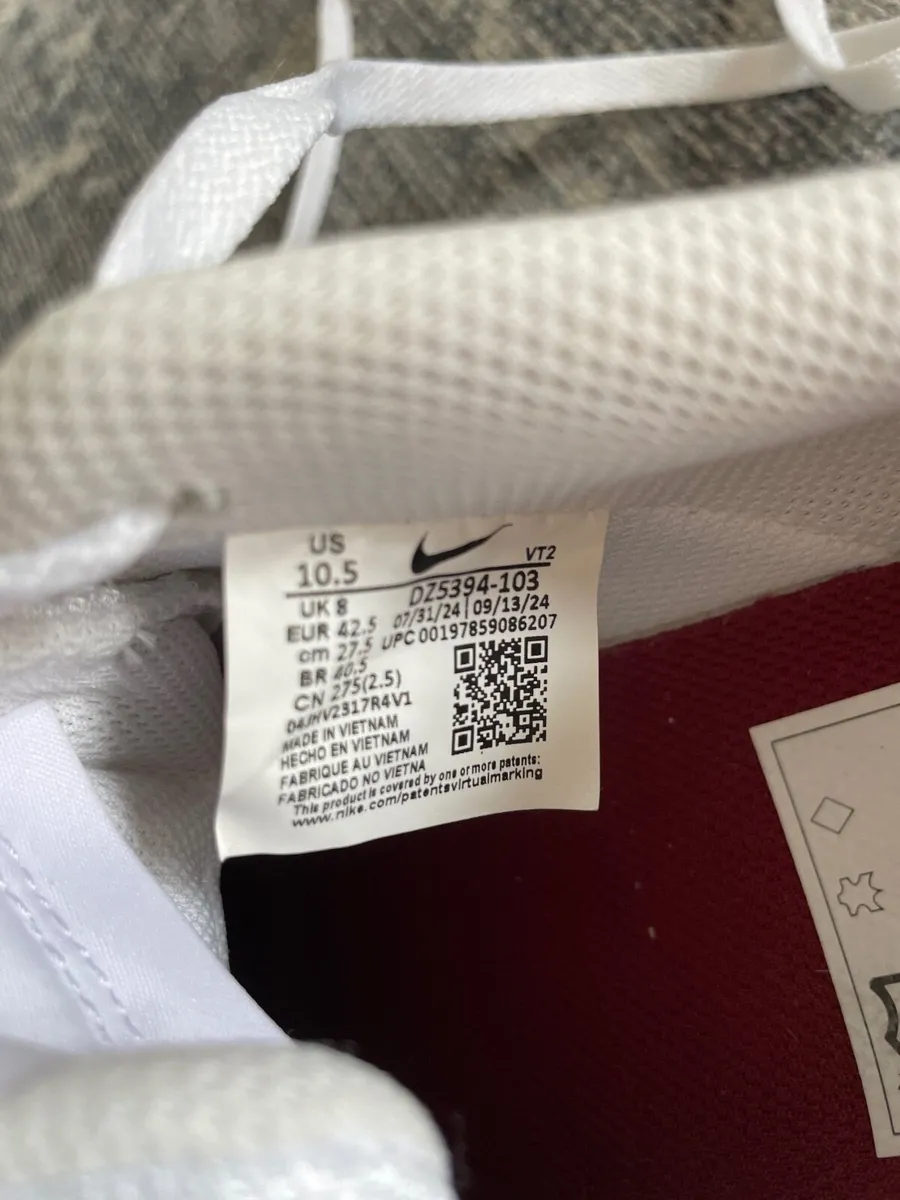 US
10.5
VT2
UK 8
DZ5394-103
EUR 42.5
07/31/24 | 09/13/24
cm 27.5
UPC 00197859086207
BR 40.5
CN 275(2.5)
04JHV2317R4V1
MADE IN VIETNAM
HECHO EN VIETNAM
FABRIQUE AU VIETNAM
FABRICADO NO VIETNA
This product is covered by one or more patents:
www.nike.com/patentsvirtualmarking